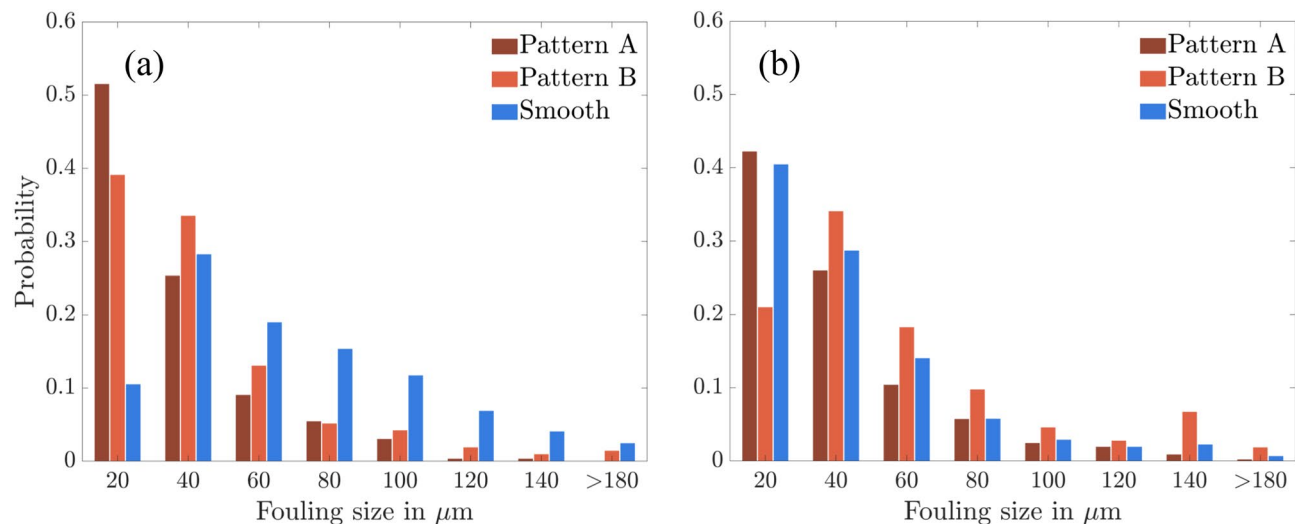 (a)
Pattern A
Pattern B
Smooth
Probability
0.6
0.5
0.4
0.3
0.2
0.1
0
20 40 60 80 100 120 140 >180
Fouling size in μm
(b)
Pattern A
Pattern B
Smooth
0.6
0.5
0.4
0.3
0.2
0.1
0
20 40 60 80 100 120 140 >180
Fouling size in μm